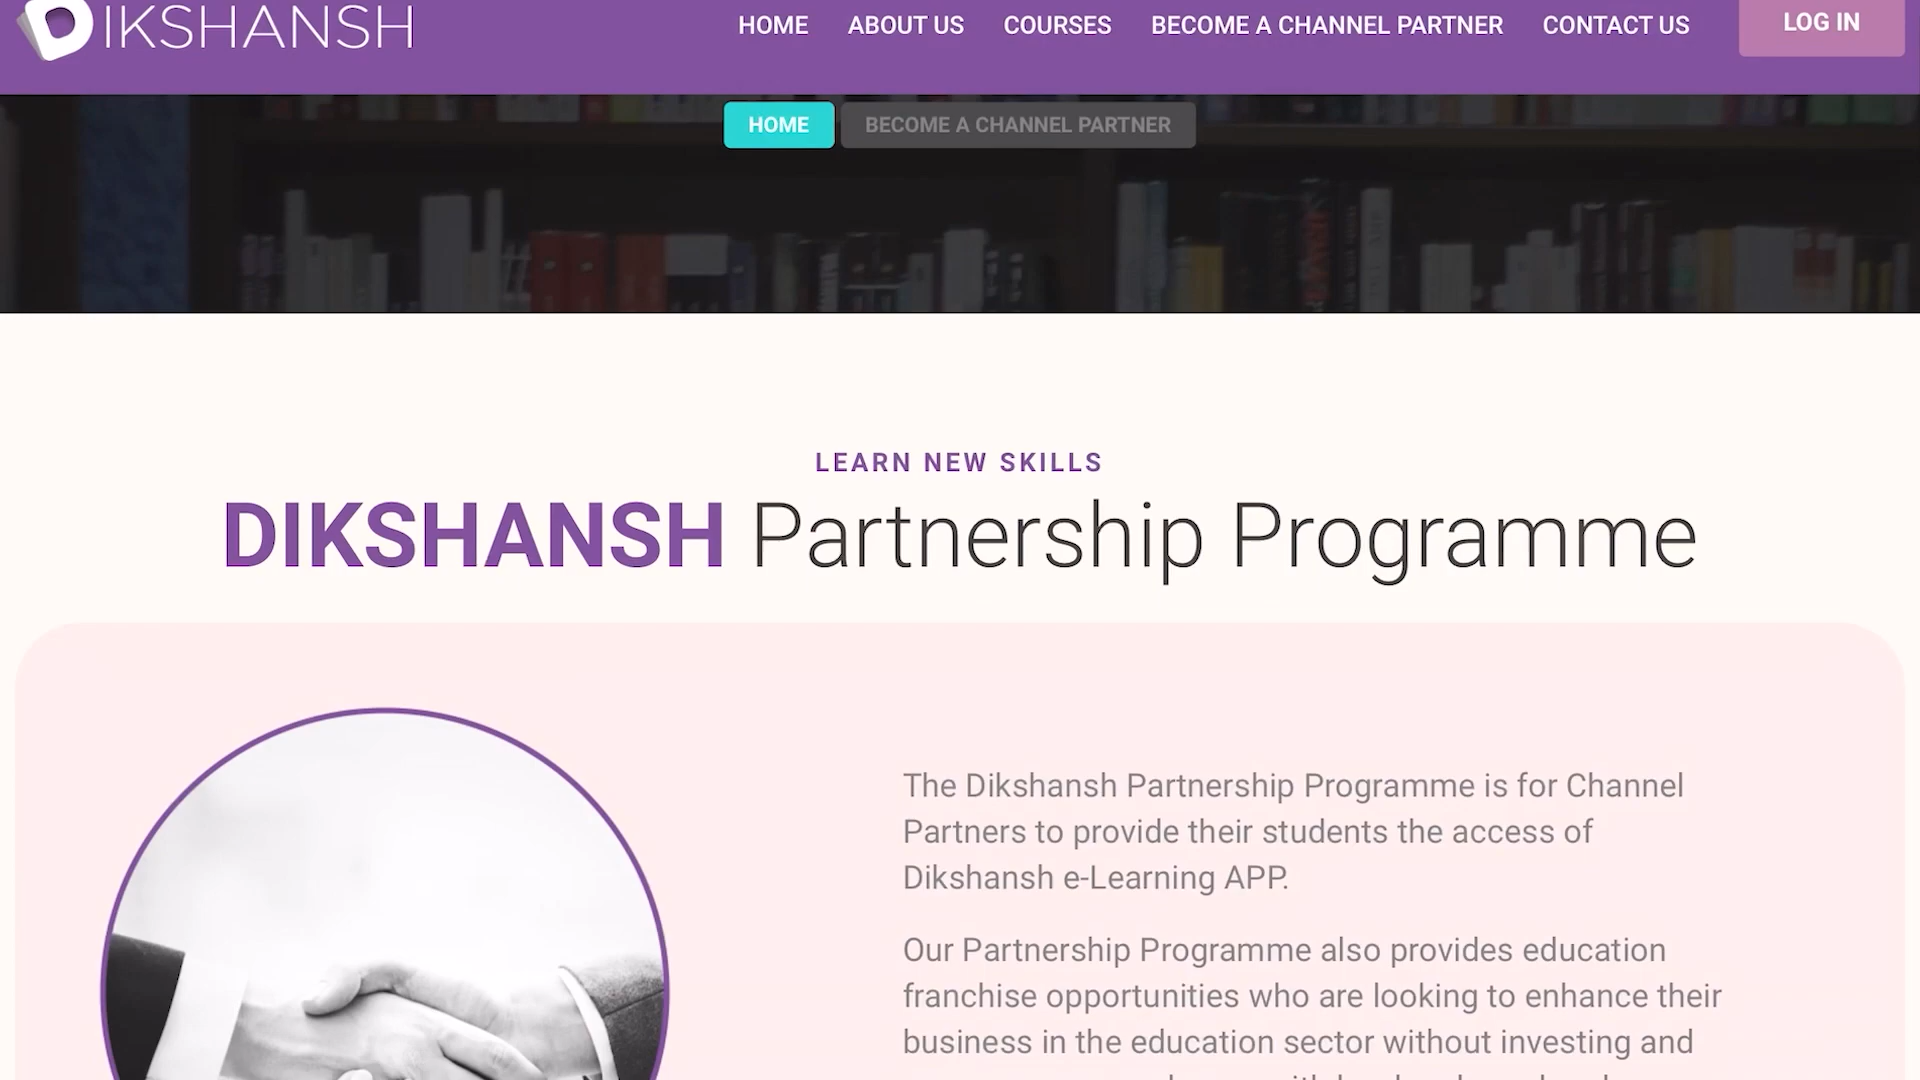 DIKSHANSH
HOME ABOUT US COURSES BECOME A CHANNEL PARTNER CONTACT US LOG IN
HOME BECOME A CHANNEL PARTNER
LEARN NEW SKILLS
DIKSHANSH Partnership Programme
The Dikshansh Partnership Programme is for Channel
Partners to provide their students the access of
Dikshansh e-Learning APP.
Our Partnership Programme also provides education
franchise opportunities who are looking to enhance their
business in the education sector without investing and